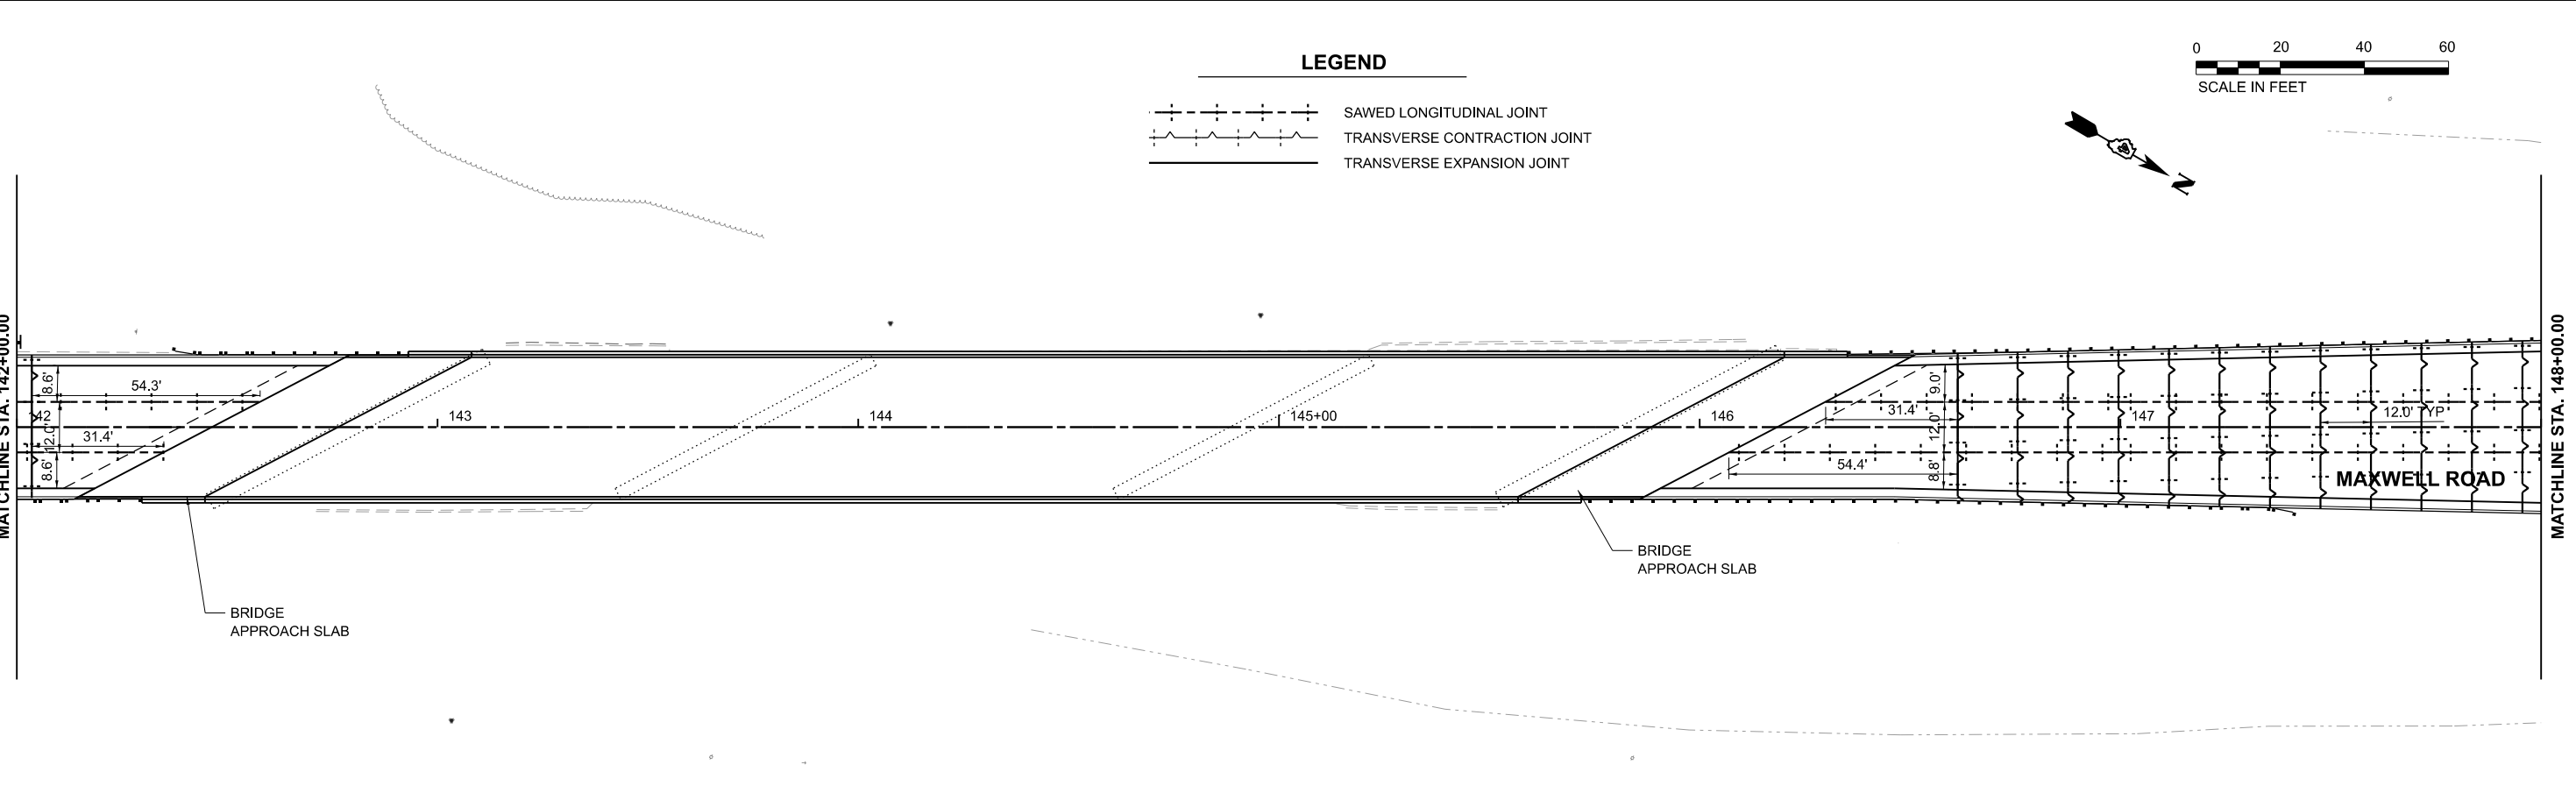 LEGEND
SAWED LONGITUDINAL JOINT
TRANSVERSE CONTRACTION JOINT
TRANSVERSE EXPANSION JOINT
0 20 40 60
SCALE IN FEET
N
MATCHLINE STA. 142+00.00
8.6'
54.3'
142
12.0'
31.4'
8.6'
143
144
145+00
146
147
9.0'
31.4'
12.0'
54.4'
8.8'
12.0' TYP
MAXWELL ROAD
MATCHLINE STA. 148+00.00
BRIDGE
APPROACH SLAB
BRIDGE
APPROACH SLAB